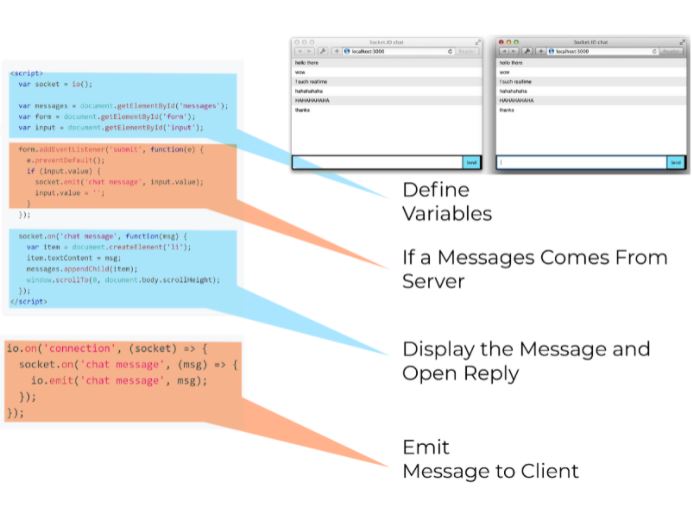 <script>
var socket = io();
var messages = document.getElementById('messages');
var form = document.getElementById('form');
var input = document.getElementById('input');
form.addEventListener('submit', function(e) {
e.preventDefault();
if (input.value) {
socket.emit('chat message', input.value);
input.value = '';
}
});
socket.on('chat message', function(msg) {
var item = document.createElement('li');
item.textContent = msg;
messages.appendChild(item);
window.scrollTo(0, document.body.scrollHeight);
});
</script>
io.on('connection', (socket) => {
socket.on('chat message', (msg) => {
io.emit('chat message', msg);
});
});
Socket.IO chat
localhost:3000
Reader
hello there
wow
Touch realtime
hahahahaha
HAHAHAHAHA
thanks
Send
Socket.IO chat
localhost:3000
Reader
hello there
wow
Touch realtime
hahahahaha
HAHAHAHAHA
thanks
Send
Define
Variables
If a Messages Comes From
Server
Display the Message and
Open Reply
Emit
Message to Client